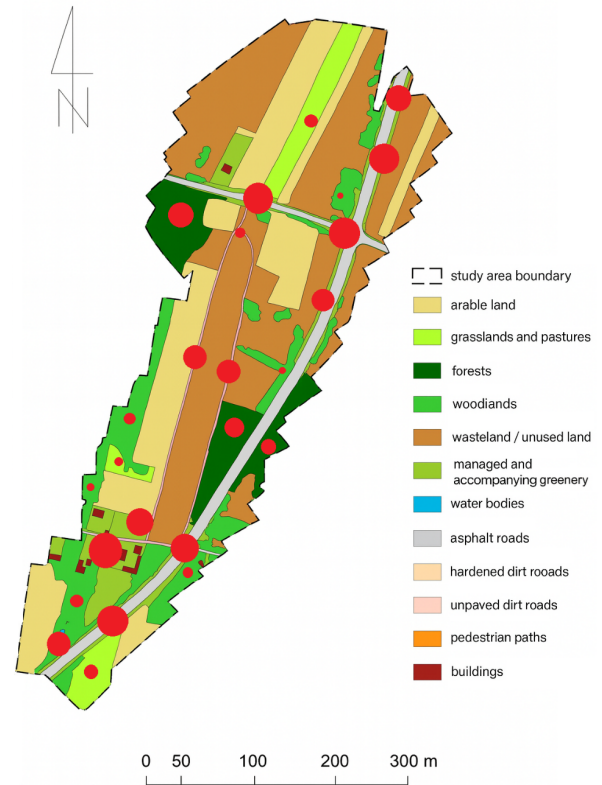 N
study area boundary
arable land
grasslands and pastures
forests
woodlands
wasteland / unused land
managed and
accompanying greenery
water bodies
asphalt roads
hardened dirt rooads
unpaved dirt roads
pedestrian paths
buildings
0 50 100 200 300 m